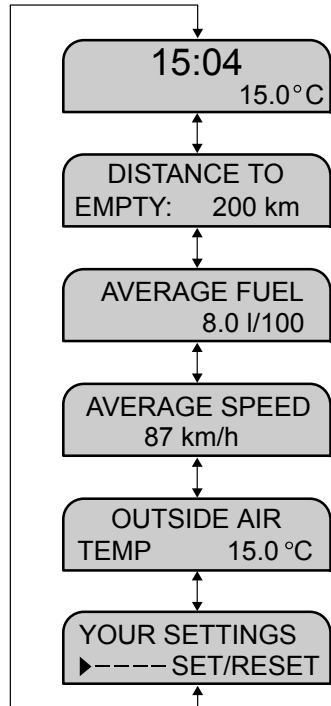 15:04
15.0°C
DISTANCE TO
EMPTY: 200 km
AVERAGE FUEL
8.0 l/100
AVERAGE SPEED
87 km/h
OUTSIDE AIR
TEMP 15.0 °C
YOUR SETTINGS
▶---- SET/RESET